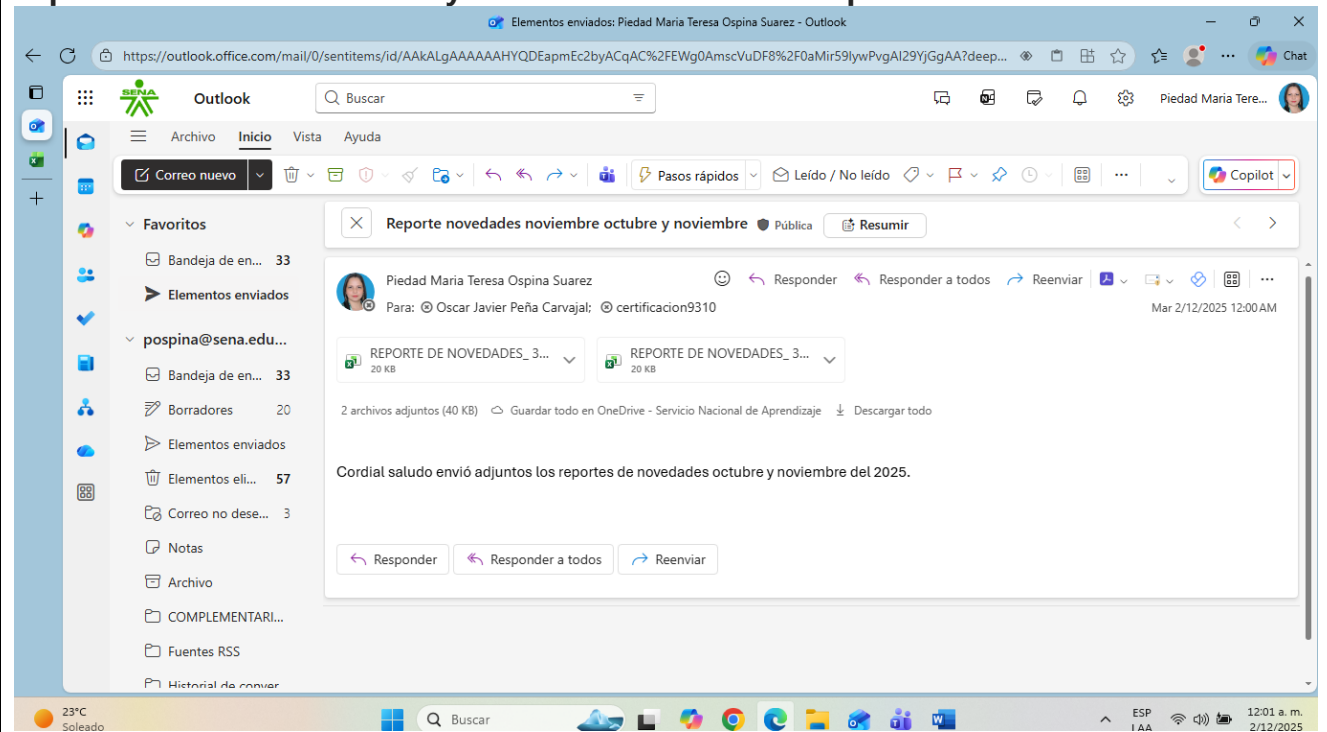 Elementos enviados: Piedad Maria Teresa Ospina Suarez - Outlook
https://outlook.office.com/mail/0/sentitems/id/AAkALgAAAAAAHYQDEapmEc2byACqAC%2FEWg0AmscVuDF8%2F0aMir59lywPvgAI29YjGgAA?deep...
Chat
SENA
Outlook
Buscar
Piedad Maria Tere...
Archivo Inicio Vista Ayuda
Correo nuevo
Pasos rápidos
Leído / No leído
Copilot
Favoritos
Bandeja de en... 33
Elementos enviados
pospina@sena.edu...
Bandeja de en... 33
Borradores 20
Elementos enviados
Elementos eli... 57
Correo no dese... 3
Notas
Archivo
COMPLEMENTARI...
Fuentes RSS
Historial de conver
Reporte novedades noviembre octubre y noviembre Pública Resumir
Piedad Maria Teresa Ospina Suarez
Responder Responder a todos Reenviar
Para: Oscar Javier Peña Carvajal; certificacion9310
Mar 2/12/2025 12:00 AM
REPORTE DE NOVEDADES_ 3...
20 KB
REPORTE DE NOVEDADES_ 3...
20 KB
2 archivos adjuntos (40 KB) Guardar todo en OneDrive - Servicio Nacional de Aprendizaje Descargar todo
Cordial saludo envió adjuntos los reportes de novedades octubre y noviembre del 2025.
Responder Responder a todos Reenviar
23°C
Soleado
Buscar
ESP
LAA
12:01 a. m.
2/12/2025